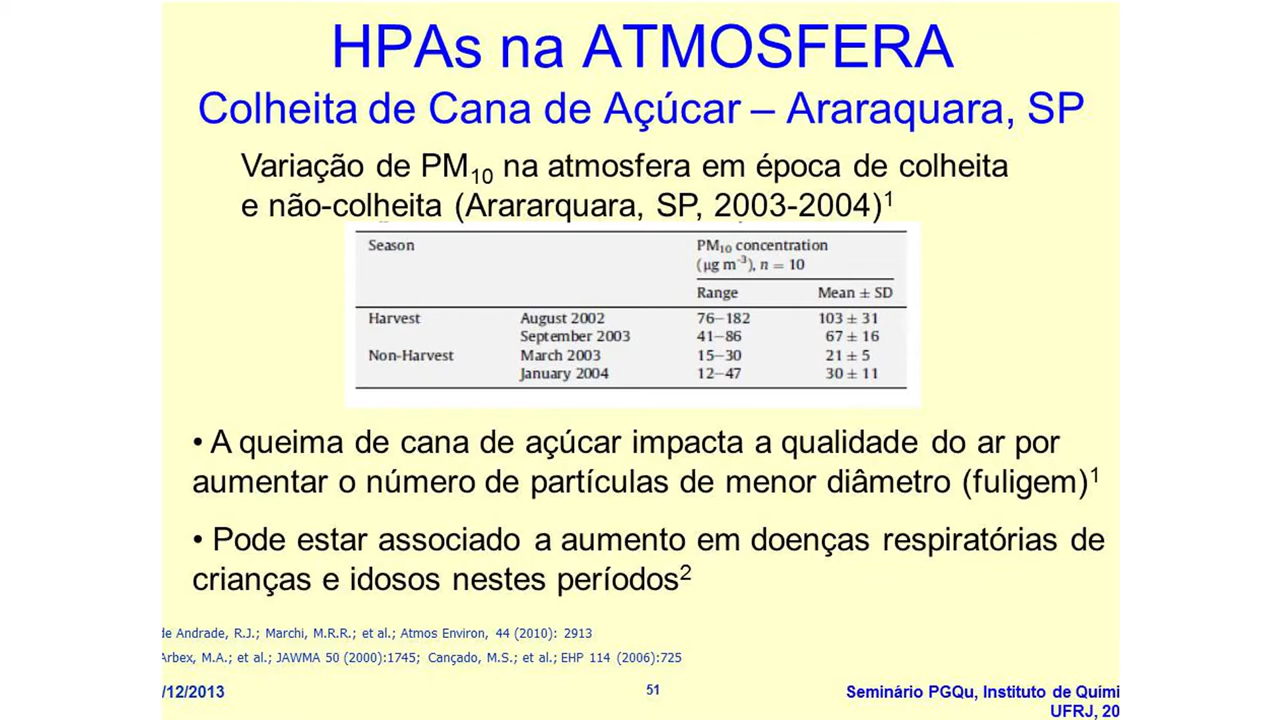 HPAs na ATMOSFERA
Colheita de Cana de Açúcar – Araraquara, SP
Variação de PM10 na atmosfera em época de colheita
e não-colheita (Arararquara, SP, 2003-2004)1
Season PM10 concentration
(μg m-3), n = 10
Range Mean ± SD
Harvest August 2002 76–182 103 ± 31
September 2003 41–86 67 ± 16
Non-Harvest March 2003 15–30 21 ± 5
January 2004 12–47 30 ± 11
• A queima de cana de açúcar impacta a qualidade do ar por
aumentar o número de partículas de menor diâmetro (fuligem)1
• Pode estar associado a aumento em doenças respiratórias de
crianças e idosos nestes períodos2
de Andrade, R.J.; Marchi, M.R.R.; et al.; Atmos Environ, 44 (2010): 2913
Arbex, M.A.; et al.; JAWMA 50 (2000):1745; Cançado, M.S.; et al.; EHP 114 (2006):725
/12/2013 51 Seminário PGQu, Instituto de Quími
UFRJ, 20